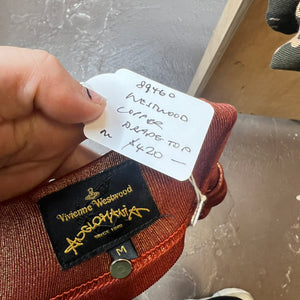 89460
WESTWOOD
COPPER
DRAPE TOP
M $420 —
Vivienne Westwood
ANGLOMANIA
M